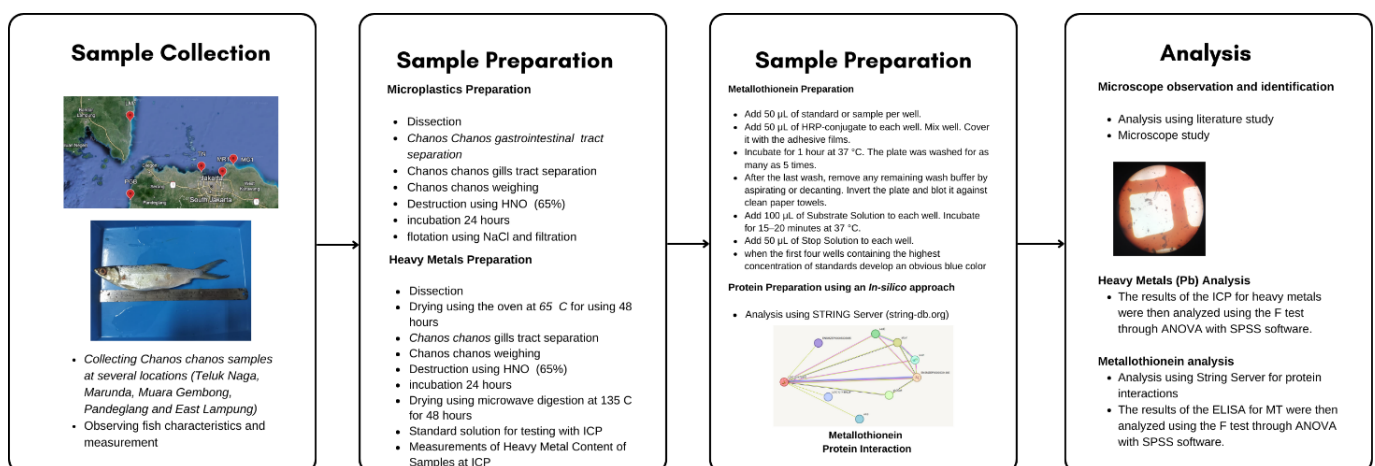 Sample Collection
Collecting Chanos chanos samples
at several locations (Teluk Naga,
Marunda, Muara Gembong,
Pandeglang and East Lampung)
Observing fish characteristics and
measurement
Sample Preparation
Microplastics Preparation
Dissection
Chanos Chanos gastrointestinal tract
separation
Chanos chanos gills tract separation
Chanos chanos weighing
Destruction using HNO (65%)
incubation 24 hours
flotation using NaCl and filtration
Heavy Metals Preparation
Dissection
Drying using the oven at 65 C for using 48
hours
Chanos chanos gills tract separation
Chanos chanos weighing
Destruction using HNO (65%)
incubation 24 hours
Drying using microwave digestion at 135 C
for 48 hours
Standard solution for testing with ICP
Measurements of Heavy Metal Content of
Samples at ICP
Sample Preparation
Metallothionein Preparation
Add 50 µL of standard or sample per well.
Add 50 µL of HRP-conjugate to each well. Mix well. Cover
it with the adhesive films.
Incubate for 1 hour at 37 °C. The plate was washed for as
many as 5 times.
After the last wash, remove any remaining wash buffer by
aspirating or decanting. Invert the plate and blot it against
clean paper towels.
Add 100 µL of Substrate Solution to each well. Incubate
for 15–20 minutes at 37 °C.
Add 50 µL of Stop Solution to each well.
when the first four wells containing the highest
concentration of standards develop an obvious blue color
Protein Preparation using an In-silico approach
Analysis using STRING Server (string-db.org)
Metallothionein
Protein Interaction
Analysis
Microscope observation and identification
Analysis using literature study
Microscope study
Heavy Metals (Pb) Analysis
The results of the ICP for heavy metals
were then analyzed using the F test
through ANOVA with SPSS software.
Metallothionein analysis
Analysis using String Server for protein
interactions
The results of the ELISA for MT were then
analyzed using the F test through ANOVA
with SPSS software.